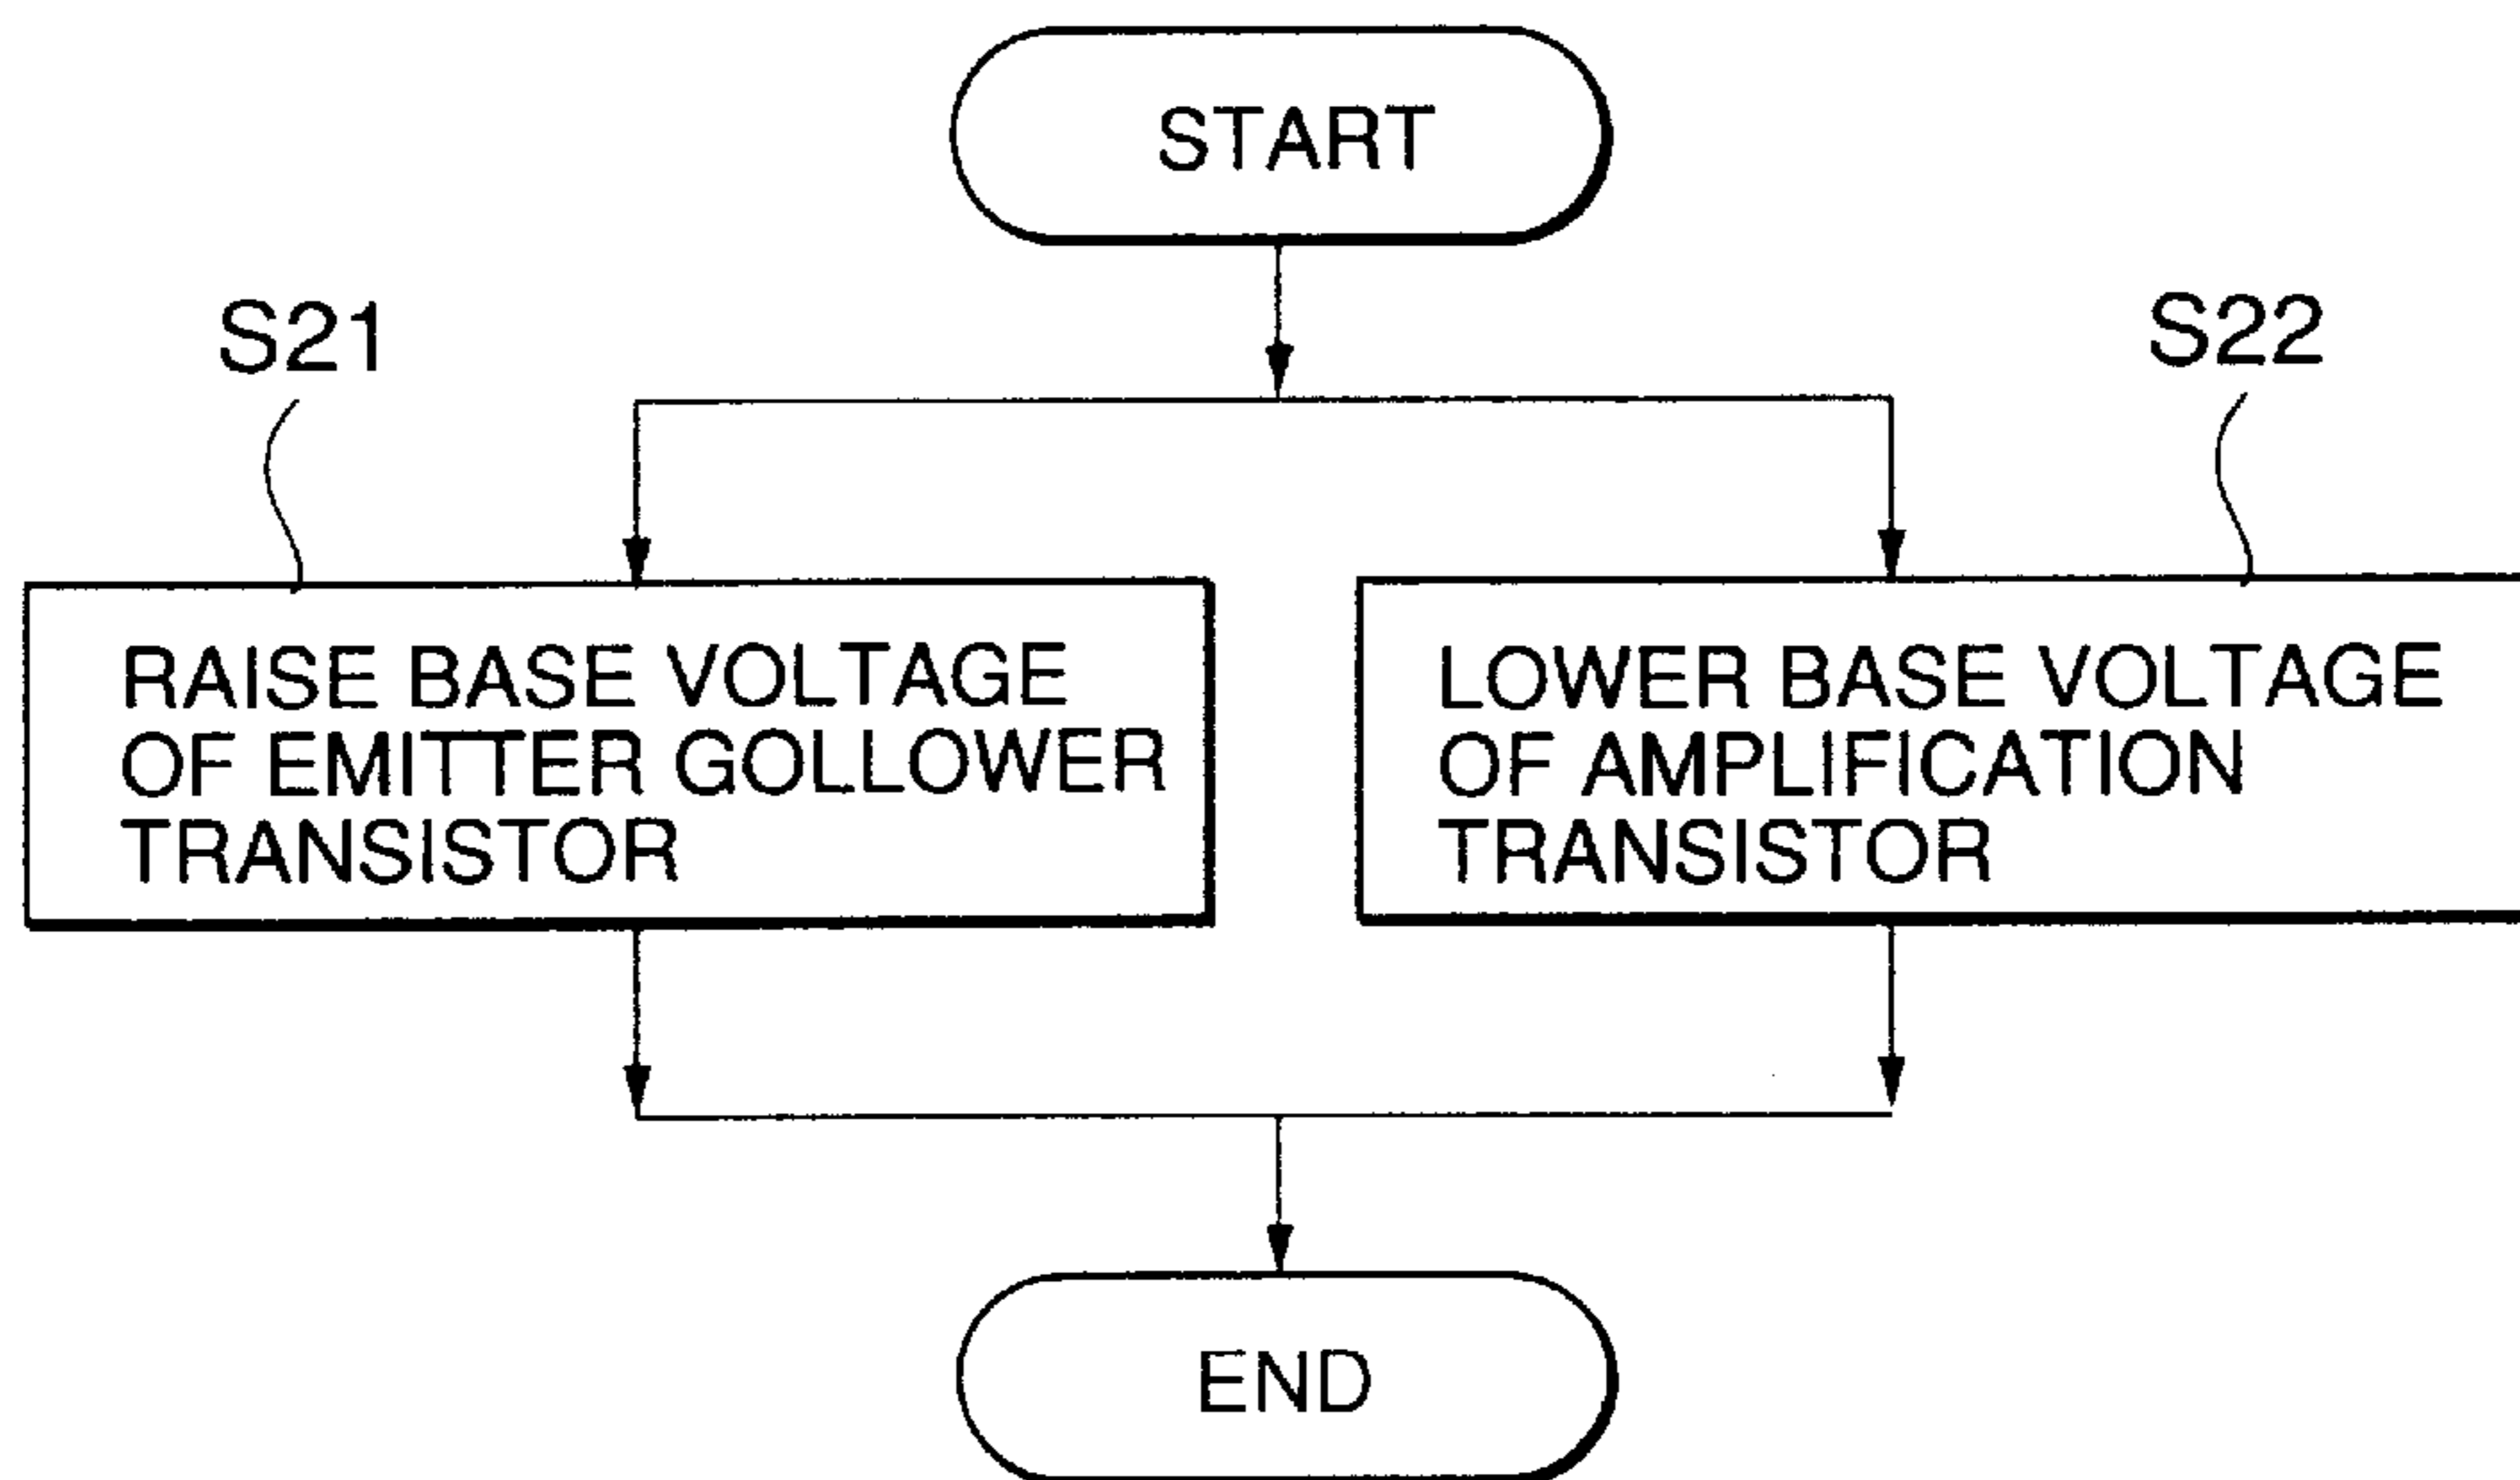 START
S21
S22
RAISE BASE VOLTAGE
OF EMITTER GOLLOWER
TRANSISTOR
LOWER BASE VOLTAGE
OF AMPLIFICATION
TRANSISTOR
END